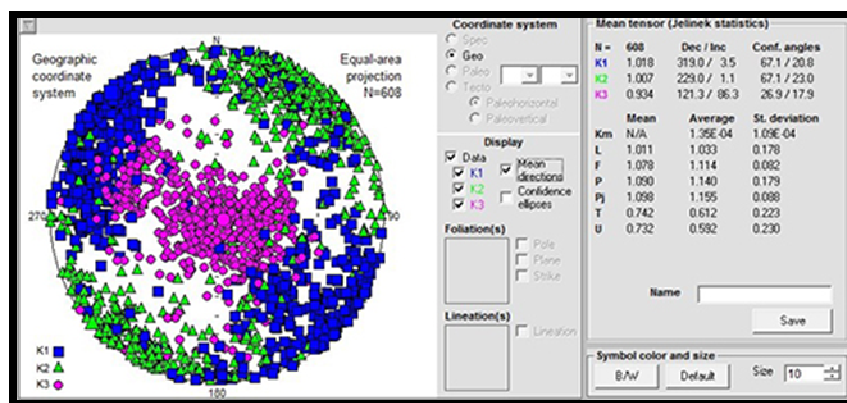 Geographic coordinate system
Equal-area projection N=608
N
270
90
180
K1
K2
K3
Coordinate system
Spec
Geo
Paleo
Tecto
Paleohorizontal
Paleovertical
Display
Data
K1
K2
K3
Mean directions
Confidence ellipses
Foliation(s)
Pole
Plane
Strike
Lineation(s)
Lineation
Mean tensor (Jelinek statistics)
N = 608 Dec / Inc Conf. angles
K1 1.018 319.0 / 3.5 67.1 / 20.8
K2 1.007 229.0 / 1.1 67.1 / 23.0
K3 0.934 121.3 / 86.3 26.9 / 17.9
Mean Average St. deviation
Km N/A 1.35E-04 1.09E-04
L 1.011 1.033 0.178
F 1.078 1.114 0.082
P 1.090 1.140 0.179
Pj 1.098 1.155 0.088
T 0.742 0.612 0.223
U 0.732 0.592 0.230
Name
Save
Symbol color and size
B/W
Default
Size 10